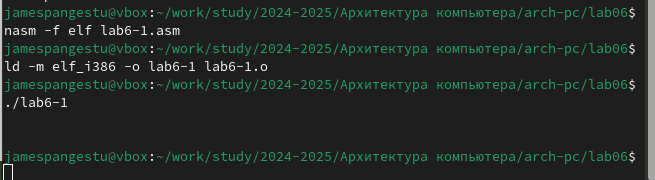 jamespangestu@vbox:~/work/study/2024-2025/Архитектура компьютера/arch-pc/lab06$
nasm -f elf lab6-1.asm
jamespangestu@vbox:~/work/study/2024-2025/Архитектура компьютера/arch-pc/lab06$
ld -m elf_i386 -o lab6-1 lab6-1.o
jamespangestu@vbox:~/work/study/2024-2025/Архитектура компьютера/arch-pc/lab06$
./lab6-1
jamespangestu@vbox:~/work/study/2024-2025/Архитектура компьютера/arch-pc/lab06$